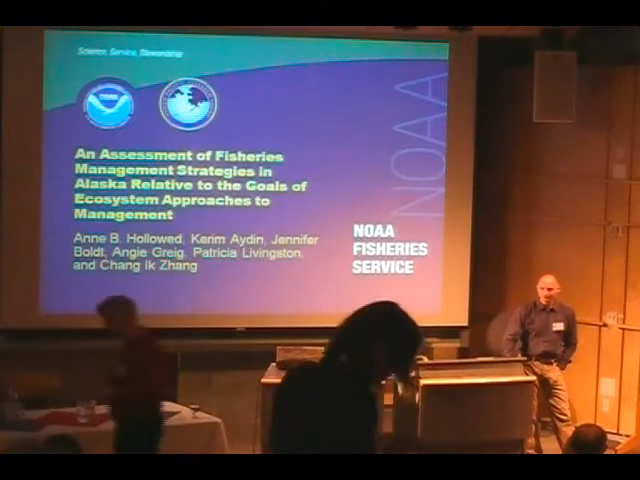 Science, Service, Stewardship
NOAA
An Assessment of Fisheries
Management Strategies in
Alaska Relative to the Goals of
Ecosystem Approaches to
Management
Anne B. Hollowed, Kerim Aydin, Jennifer
Boldt, Angie Greig, Patricia Livingston,
and Chang Ik Zhang
NOAA
FISHERIES
SERVICE